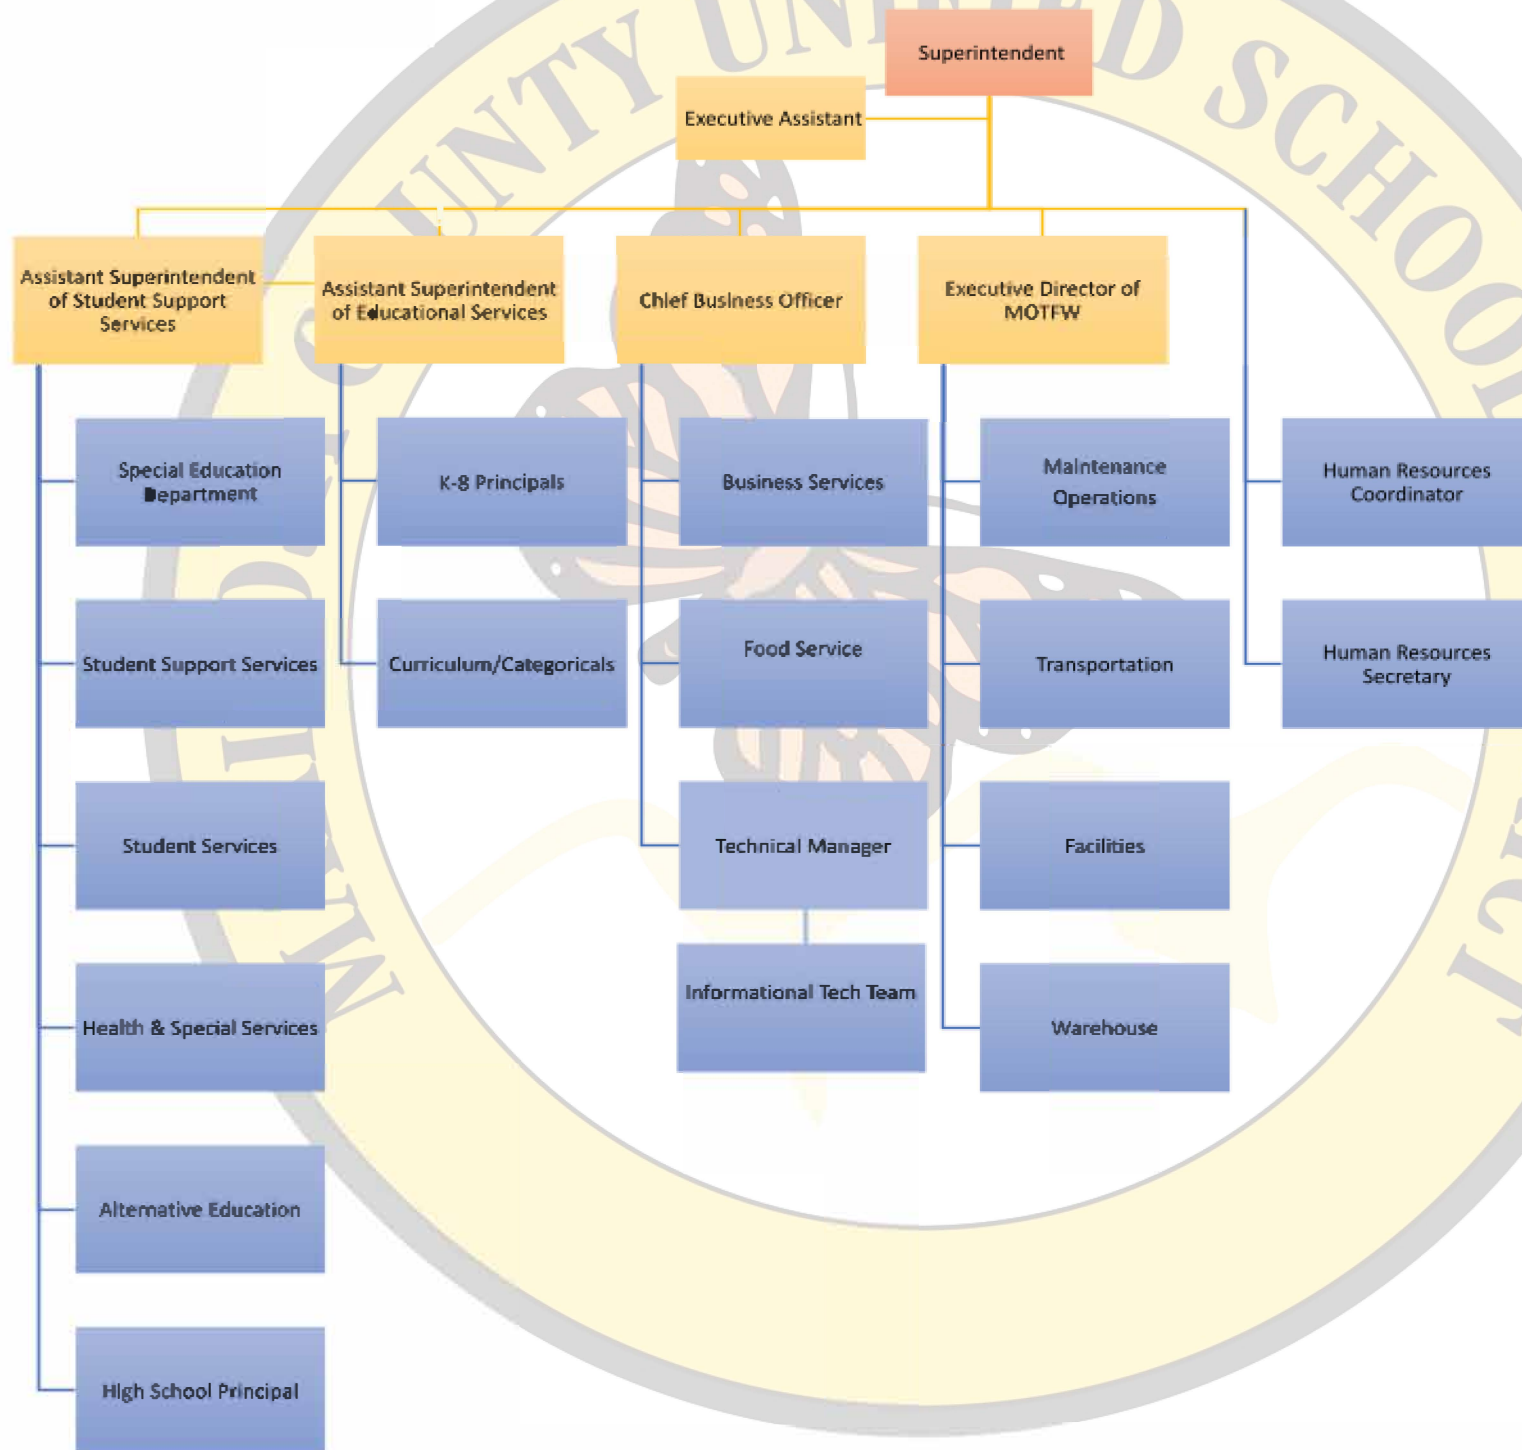 Superintendent
Executive Assistant
Assistant Superintendent
of Student Support
Services
Assistant Superintendent
of Educational Services
Chief Business Officer
Executive Director of
MOTFW
Special Education
Department
K-8 Principals
Business Services
Maintenance
Operations
Human Resources
Coordinator
Student Support Services
Curriculum/Categoricals
Food Service
Transportation
Human Resources
Secretary
Student Services
Technical Manager
Facilities
Health & Special Services
Informational Tech Team
Warehouse
Alternative Education
High School Principal
UNIFIED SCHOOL